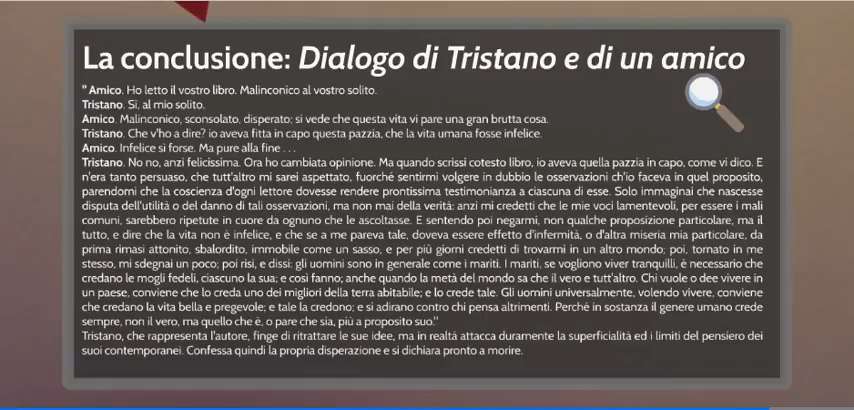 La conclusione: Dialogo di Tristano e di un amico
" Amico. Ho letto il vostro libro. Malinconico al vostro solito.
Tristano. Sì, al mio solito.
Amico. Malinconico, sconsolato, disperato; si vede che questa vita vi pare una gran brutta cosa.
Tristano. Che v'ho a dire? io aveva fitta in capo questa pazzia, che la vita umana fosse infelice.
Amico. Infelice sì forse. Ma pure alla fine . . .
Tristano. No no, anzi felicissima. Ora ho cambiata opinione. Ma quando scrissi cotesto libro, io aveva quella pazzia in capo, come vi dico. E
n'era tanto persuaso, che tutt'altro mi sarei aspettato, fuorché sentirmi volgere in dubbio le osservazioni ch'io faceva in quel proposito,
parendomi che la coscienza d'ogni lettore dovesse rendere prontissima testimonianza a ciascuna di esse. Solo immaginai che nascesse
disputa dell'utilità o del danno di tali osservazioni, ma non mai della verità: anzi mi credetti che le mie voci lamentevoli, per essere i mali
comuni, sarebbero ripetute in cuore da ognuno che le ascoltasse. E sentendo poi negarmi, non qualche proposizione particolare, ma il
tutto, e dire che la vita non è infelice, e che se a me pareva tale, doveva essere effetto d'infermità, o d'altra miseria mia particolare, da
prima rimasi attonito, sbalordito, immobile come un sasso, e per più giorni credetti di trovarmi in un altro mondo; poi, tornato in me
stesso, mi sdegnai un poco; poi risi, e dissi: gli uomini sono in generale come i mariti. I mariti, se vogliono viver tranquilli, è necessario che
credano le mogli fedeli, ciascuno la sua; e così fanno; anche quando la metà del mondo sa che il vero è tutt'altro. Chi vuole o dee vivere in
un paese, conviene che lo creda uno dei migliori della terra abitabile; e lo crede tale. Gli uomini universalmente, volendo vivere, conviene
che credano la vita bella e pregevole; e tale la credono; e si adirano contro chi pensa altrimenti. Perché in sostanza il genere umano crede
sempre, non il vero, ma quello che è, o pare che sia, più a proposito suo."
Tristano, che rappresenta l'autore, finge di ritrattare le sue idee, ma in realtà attacca duramente la superficialità ed i limiti del pensiero dei
suoi contemporanei. Confessa quindi la propria disperazione e si dichiara pronto a morire.